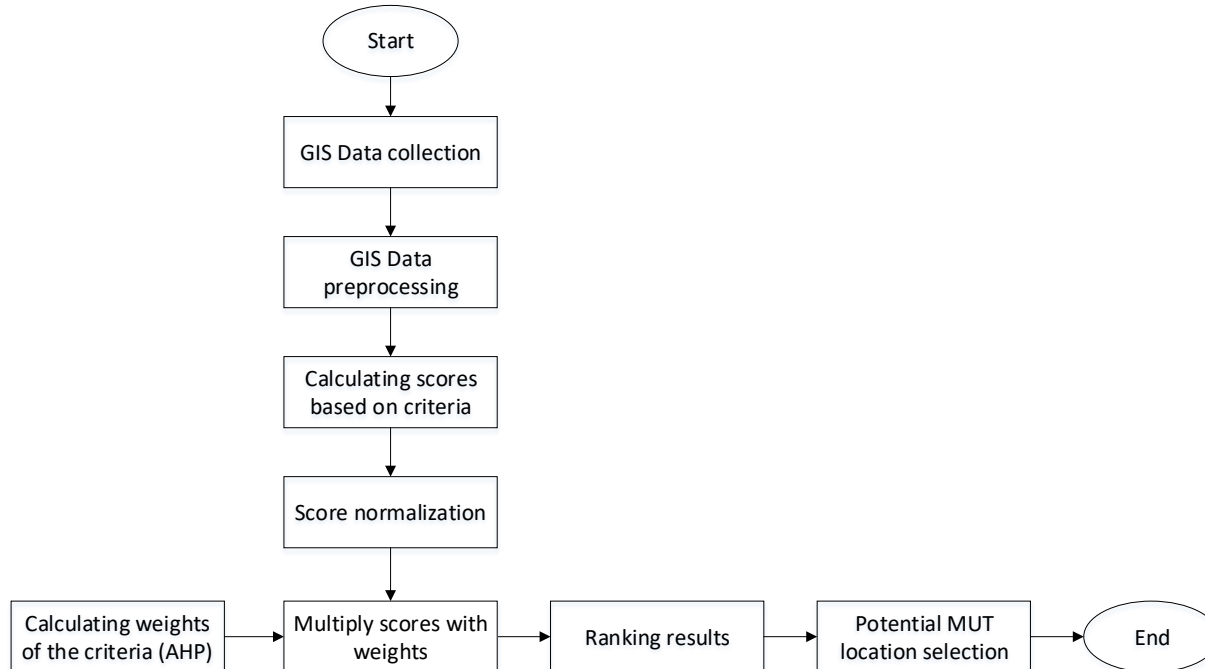 Start
GIS Data collection
GIS Data
preprocessing
Calculating scores
based on criteria
Score normalization
Calculating weights
of the criteria (AHP)
Multiply scores with
weights
Ranking results
Potential MUT
location selection
End